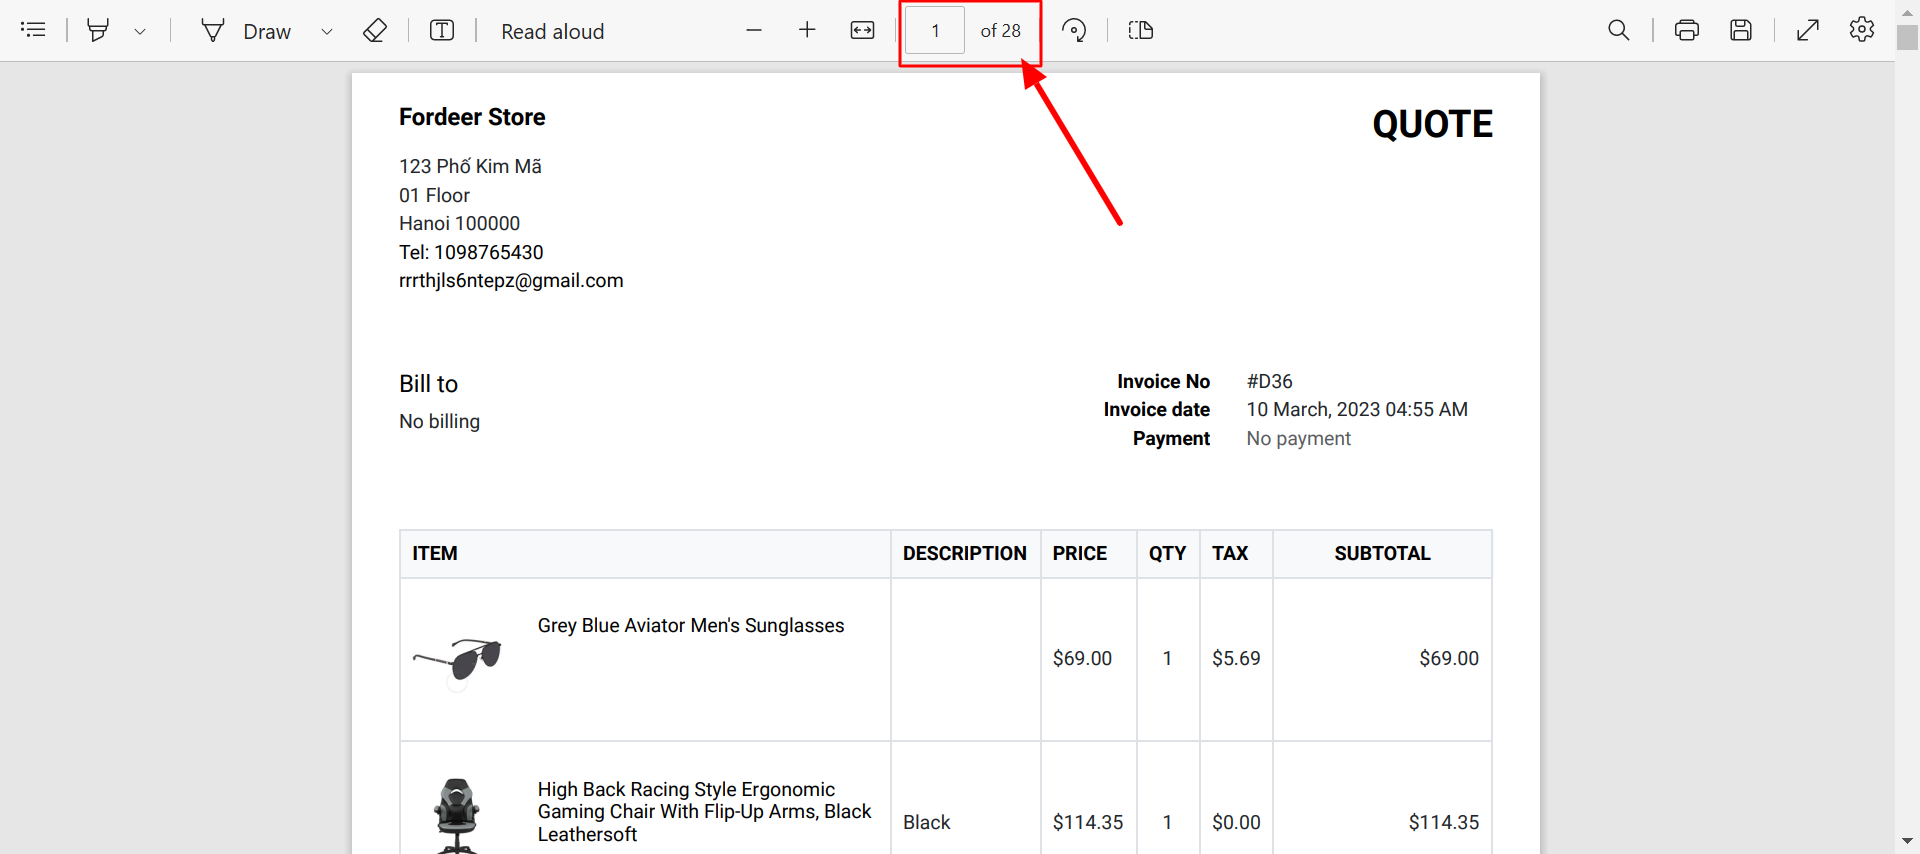 Draw
Read aloud
1 of 28
Fordeer Store
QUOTE
123 Phố Kim Mã
01 Floor
Hanoi 100000
Tel: 1098765430
rrrthjls6ntepz@gmail.com
Bill to
No billing
Invoice No #D36
Invoice date 10 March, 2023 04:55 AM
Payment No payment
ITEM DESCRIPTION PRICE QTY TAX SUBTOTAL
Grey Blue Aviator Men's Sunglasses
$69.00 1 $5.69 $69.00
High Back Racing Style Ergonomic
Gaming Chair With Flip-Up Arms, Black
Leathersoft
Black $114.35 1 $0.00 $114.35